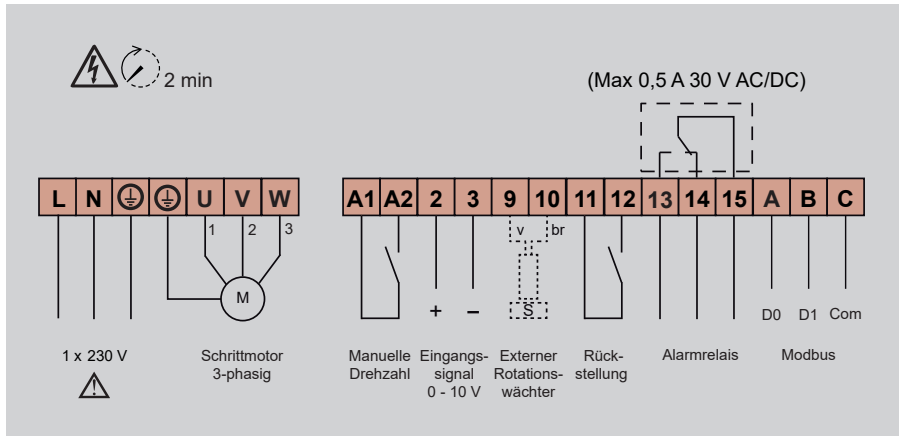 2 min
(Max 0,5 A 30 V AC/DC)
L N U V W
A1 A2 2 3 9 10 11 12 13 14 15 A B C
1 2 3
v br
M
+ –
S
D0 D1 Com
1 x 230 V
Schrittmotor
3-phasig
Manuelle
Drehzahl
Eingangs-
signal
0 - 10 V
Externer
Rotations-
wächter
Rück-
stellung
Alarmrelais
Modbus